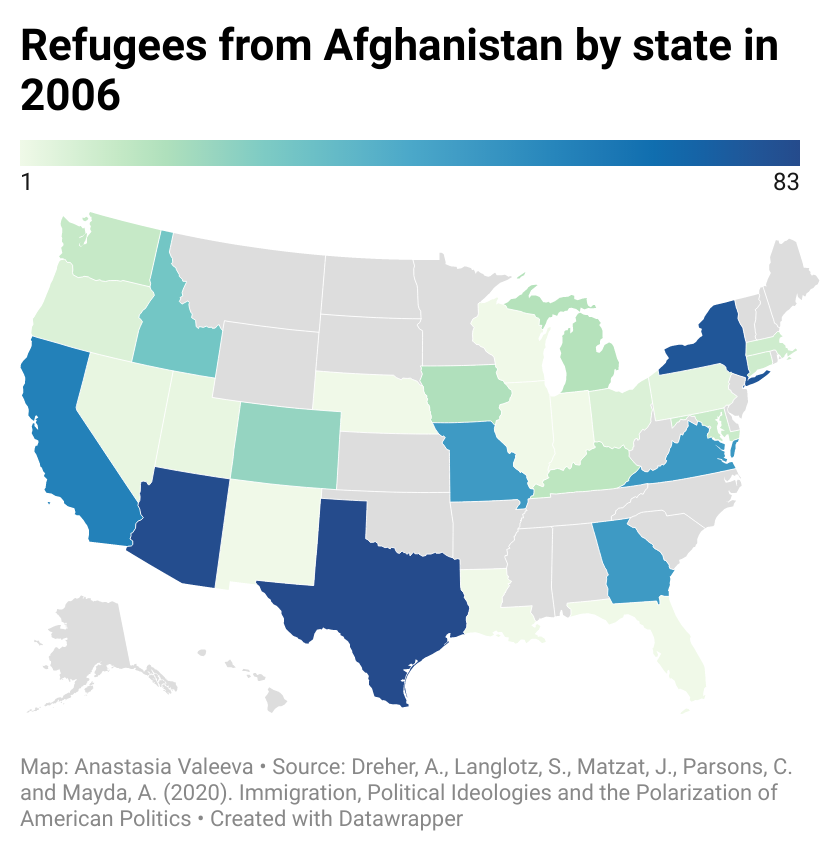 Refugees from Afghanistan by state in
2006
1
83
Map: Anastasia Valeeva • Source: Dreher, A., Langlotz, S., Matzat, J., Parsons, C.
and Mayda, A. (2020). Immigration, Political Ideologies and the Polarization of
American Politics • Created with Datawrapper